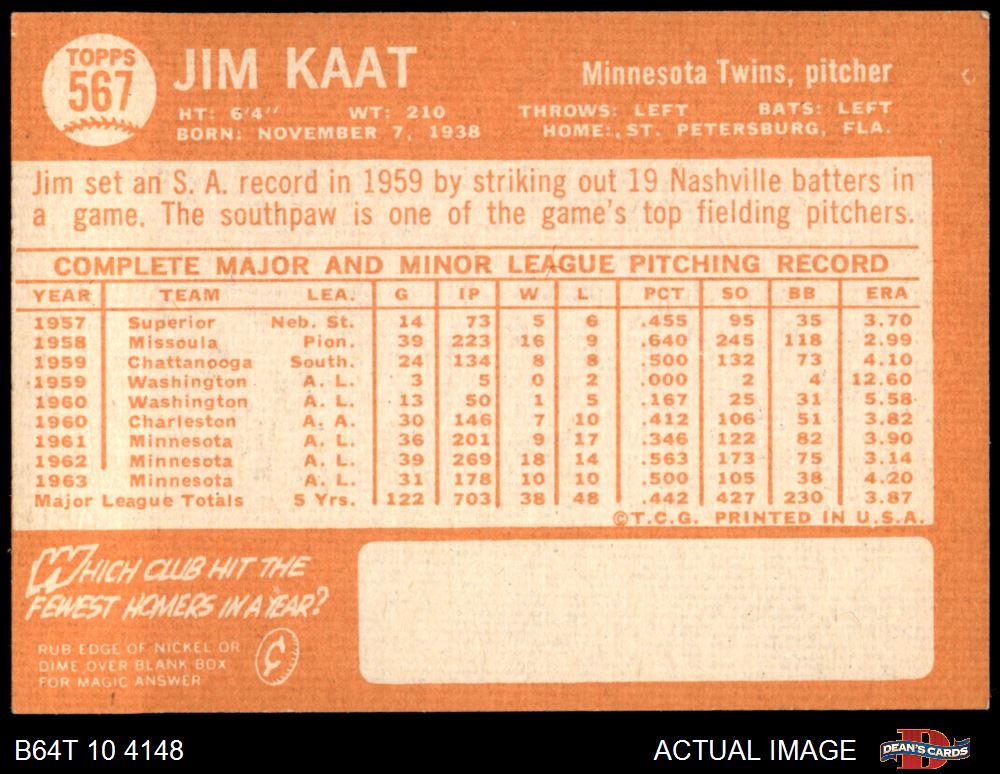 TOPPS
567
JIM KAAT
Minnesota Twins, pitcher
HT: 6'4" WT: 210 THROWS: LEFT BATS: LEFT
BORN: NOVEMBER 7, 1938 HOME: ST. PETERSBURG, FLA.
Jim set an S. A. record in 1959 by striking out 19 Nashville batters in
a game. The southpaw is one of the game's top fielding pitchers.
COMPLETE MAJOR AND MINOR LEAGUE PITCHING RECORD
YEAR TEAM LEA. G IP W L PCT SO BB ERA
1957 Superior Neb. St. 14 73 5 6 .455 95 35 3.70
1958 Missoula Pion. 39 223 16 9 .640 245 118 2.99
1959 Chattanooga South. 24 134 8 8 .500 132 73 4.10
1959 Washington A. L. 3 5 0 2 .000 2 4 12.60
1960 Washington A. L. 13 50 1 5 .167 25 31 5.58
1960 Charleston A. A. 30 146 7 10 .412 106 51 3.82
1961 Minnesota A. L. 36 201 9 17 .346 122 82 3.90
1962 Minnesota A. L. 39 269 18 14 .563 173 75 3.14
1963 Minnesota A. L. 31 178 10 10 .500 105 38 4.20
Major League Totals 5 Yrs. 122 703 38 48 .442 427 230 3.87
©T.C.G. PRINTED IN U.S.A.
WHICH CLUB HIT THE
FEWEST HOMERS IN A YEAR?
RUB EDGE OF NICKEL OR
DIME OVER BLANK BOX
FOR MAGIC ANSWER
¢
B64T 10 4148
ACTUAL IMAGE
D
DEAN'S CARDS